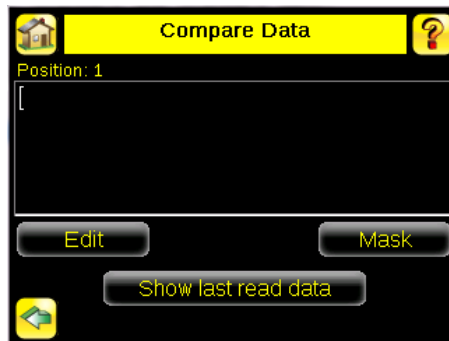 Compare Data
?
Position: 1
[
Edit
Mask
Show last read data